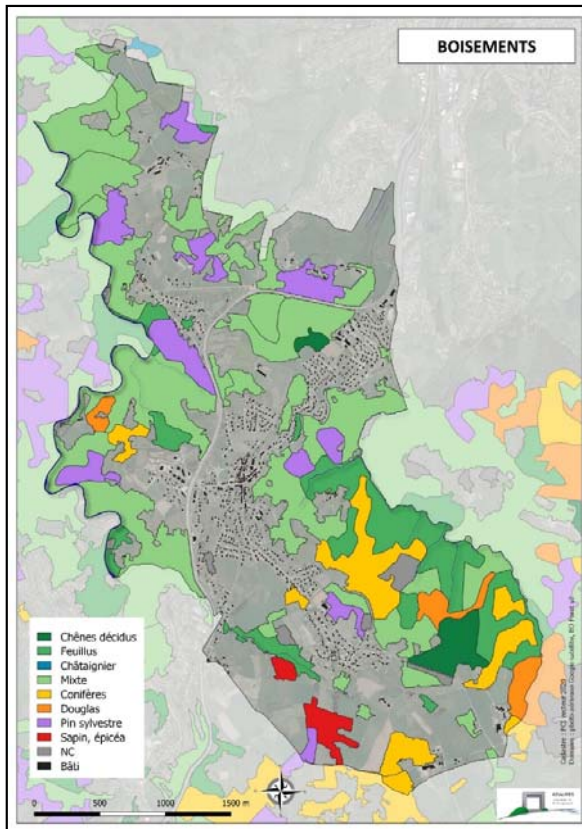 BOISEMENTS
Chênes décidus
Feuillus
Châtaignier
Mixte
Conifères
Douglas
Pin sylvestre
Sapin, épicéa
NC
Bâti
0 500 1000 1500 m